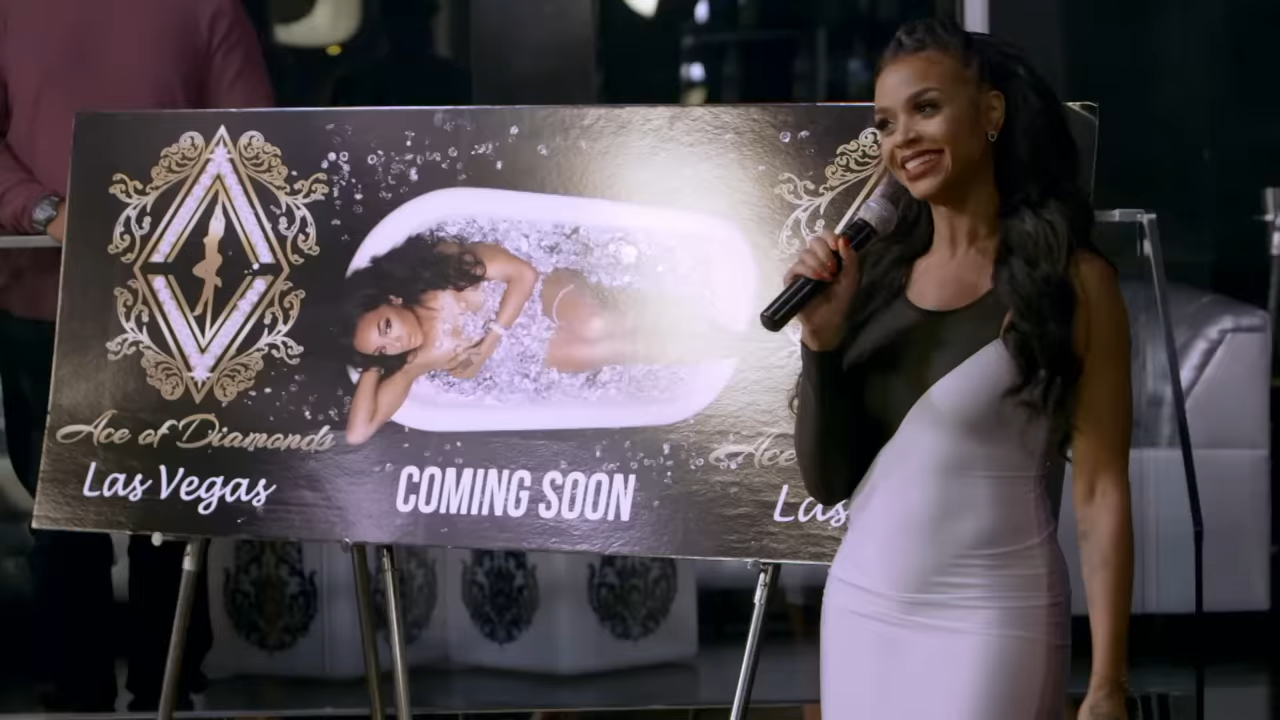 Ace of Diamonds
Las Vegas
COMING SOON
Ace
Las